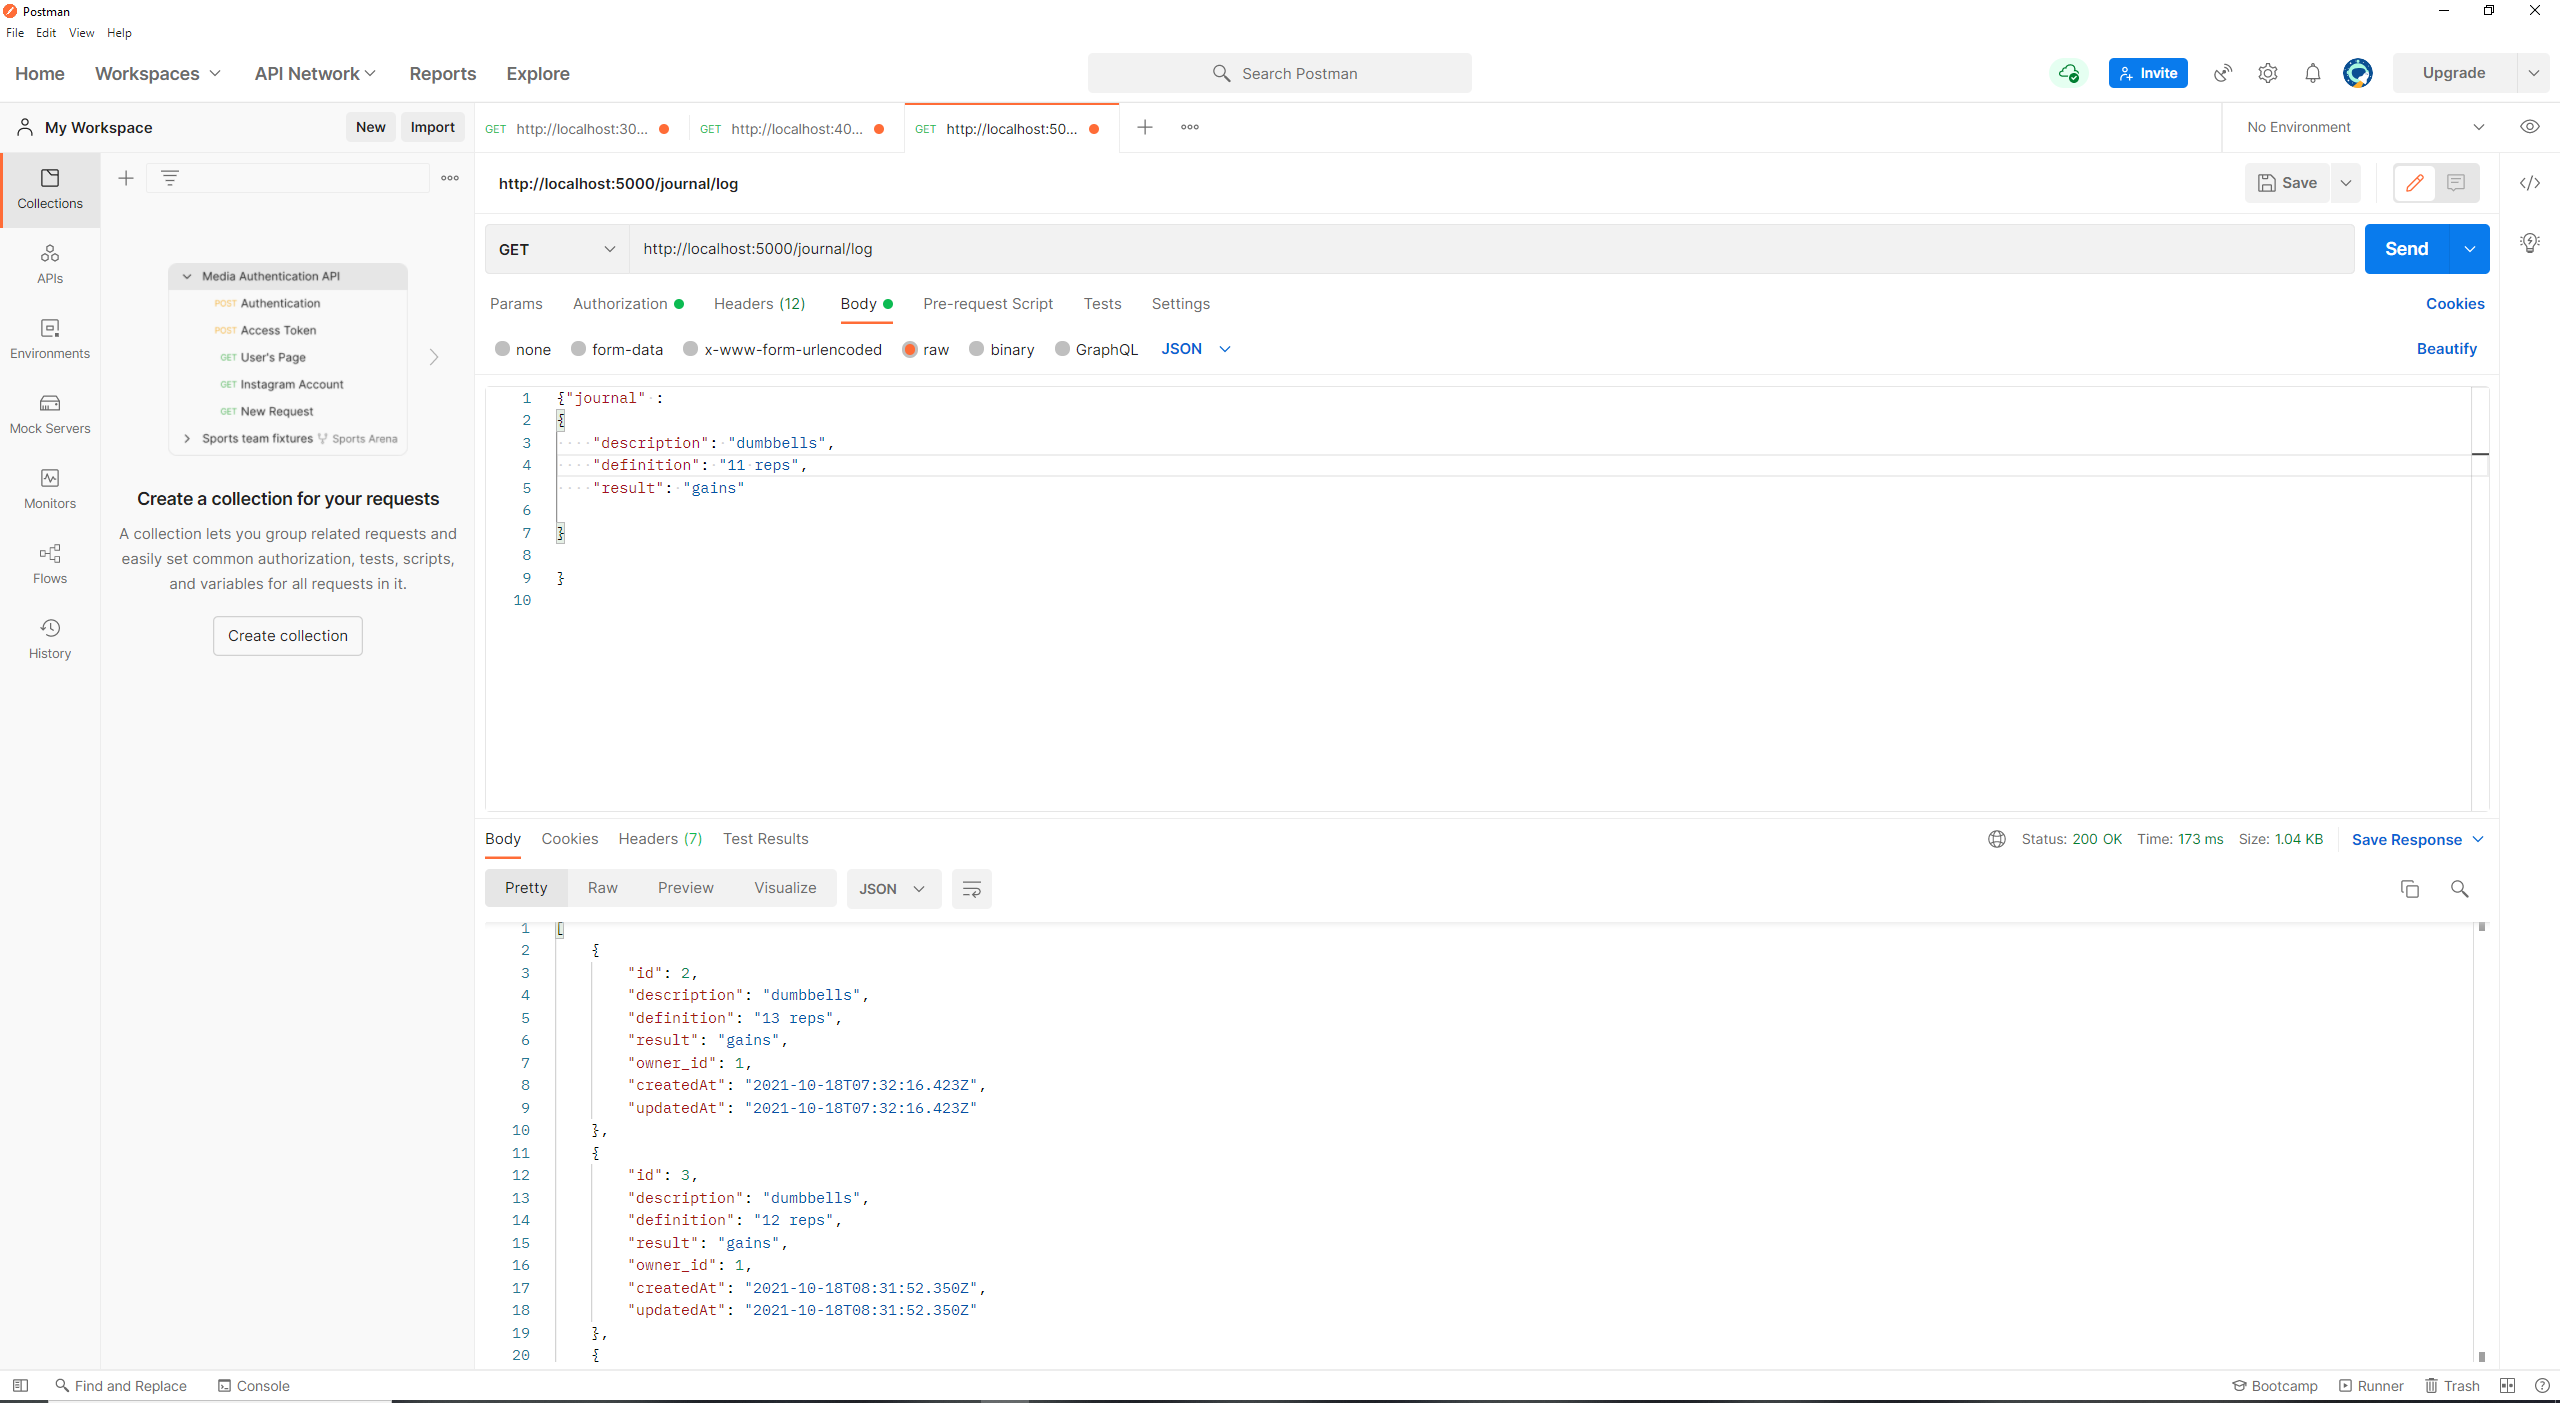 Postman
File Edit View Help
Home Workspaces API Network Reports Explore
Search Postman
Invite
Upgrade
My Workspace
New Import
GET http://localhost:30...
GET http://localhost:40...
GET http://localhost:50...
No Environment
Collections
APIs
Environments
Mock Servers
Monitors
Flows
History
Media Authentication API
POST Authentication
POST Access Token
GET User's Page
GET Instagram Account
GET New Request
Sports team fixtures Sports Arena
Create a collection for your requests
A collection lets you group related requests and
easily set common authorization, tests, scripts,
and variables for all requests in it.
Create collection
http://localhost:5000/journal/log
Save
GET http://localhost:5000/journal/log
Send
Params Authorization Headers (12) Body Pre-request Script Tests Settings
Cookies
none form-data x-www-form-urlencoded raw binary GraphQL JSON
Beautify
1 {"journal" :
2 {
3 "description": "dumbbells",
4 "definition": "11 reps",
5 "result": "gains"
6
7 }
8
9 }
10
Body Cookies Headers (7) Test Results
Status: 200 OK Time: 173 ms Size: 1.04 KB Save Response
Pretty Raw Preview Visualize JSON
1 [
2 {
3 "id": 2,
4 "description": "dumbbells",
5 "definition": "13 reps",
6 "result": "gains",
7 "owner_id": 1,
8 "createdAt": "2021-10-18T07:32:16.423Z",
9 "updatedAt": "2021-10-18T07:32:16.423Z"
10 },
11 {
12 "id": 3,
13 "description": "dumbbells",
14 "definition": "12 reps",
15 "result": "gains",
16 "owner_id": 1,
17 "createdAt": "2021-10-18T08:31:52.350Z",
18 "updatedAt": "2021-10-18T08:31:52.350Z"
19 },
20 {
Find and Replace Console
Bootcamp Runner Trash